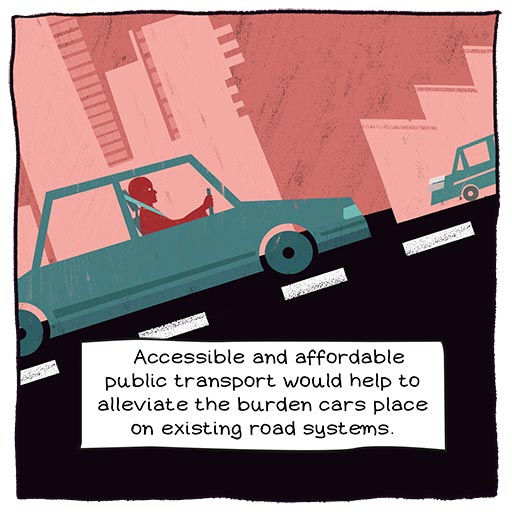 Accessible and affordable
public transport would help to
alleviate the burden cars place
on existing road systems.